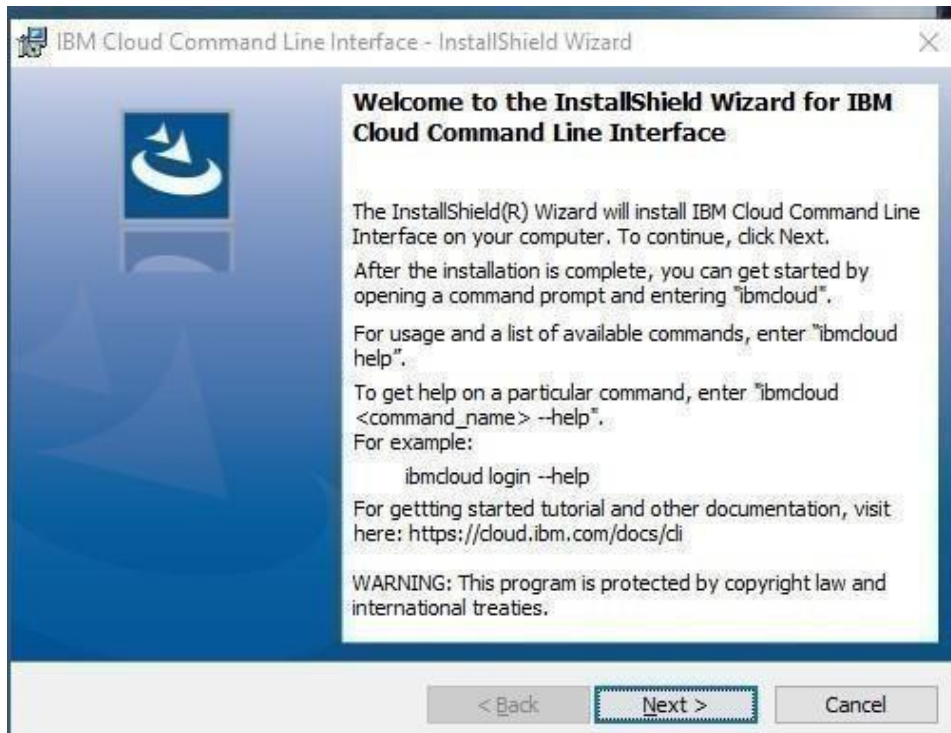 IBM Cloud Command Line Interface - InstallShield Wizard
Welcome to the InstallShield Wizard for IBM
Cloud Command Line Interface
The InstallShield(R) Wizard will install IBM Cloud Command Line
Interface on your computer. To continue, click Next.
After the installation is complete, you can get started by
opening a command prompt and entering "ibmcloud".
For usage and a list of available commands, enter "ibmcloud
help".
To get help on a particular command, enter "ibmcloud
<command_name> --help".
For example:
ibmcloud login --help
For gettting started tutorial and other documentation, visit
here: https://cloud.ibm.com/docs/cli
WARNING: This program is protected by copyright law and
international treaties.
< Back
Next >
Cancel